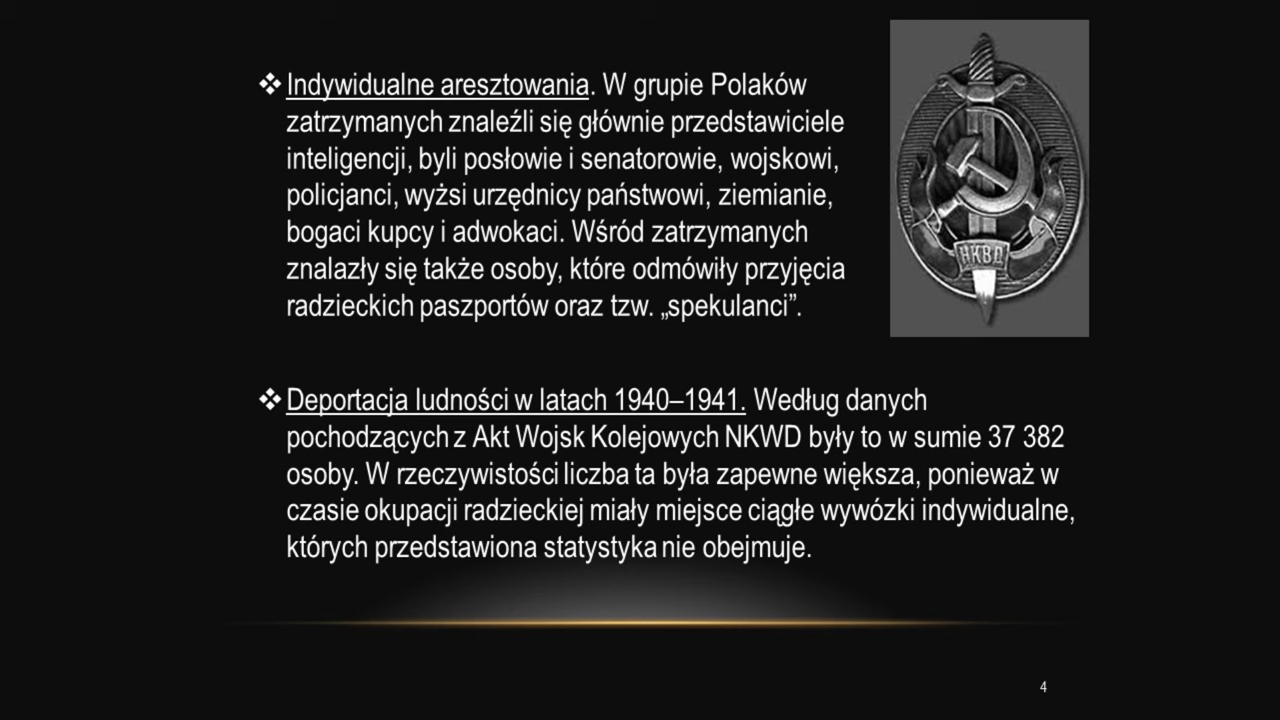 ❖ Indywidualne aresztowania. W grupie Polaków
zatrzymanych znaleźli się głównie przedstawiciele
inteligencji, byli posłowie i senatorowie, wojskowi,
policjanci, wyżsi urzędnicy państwowi, ziemianie,
bogaci kupcy i adwokaci. Wśród zatrzymanych
znalazły się także osoby, które odmówiły przyjęcia
radzieckich paszportów oraz tzw. „spekulanci”.
НКВД
❖ Deportacja ludności w latach 1940–1941. Według danych
pochodzących z Akt Wojsk Kolejowych NKWD były to w sumie 37 382
osoby. W rzeczywistości liczba ta była zapewne większa, ponieważ w
czasie okupacji radzieckiej miały miejsce ciągłe wywózki indywidualne,
których przedstawiona statystyka nie obejmuje.
4